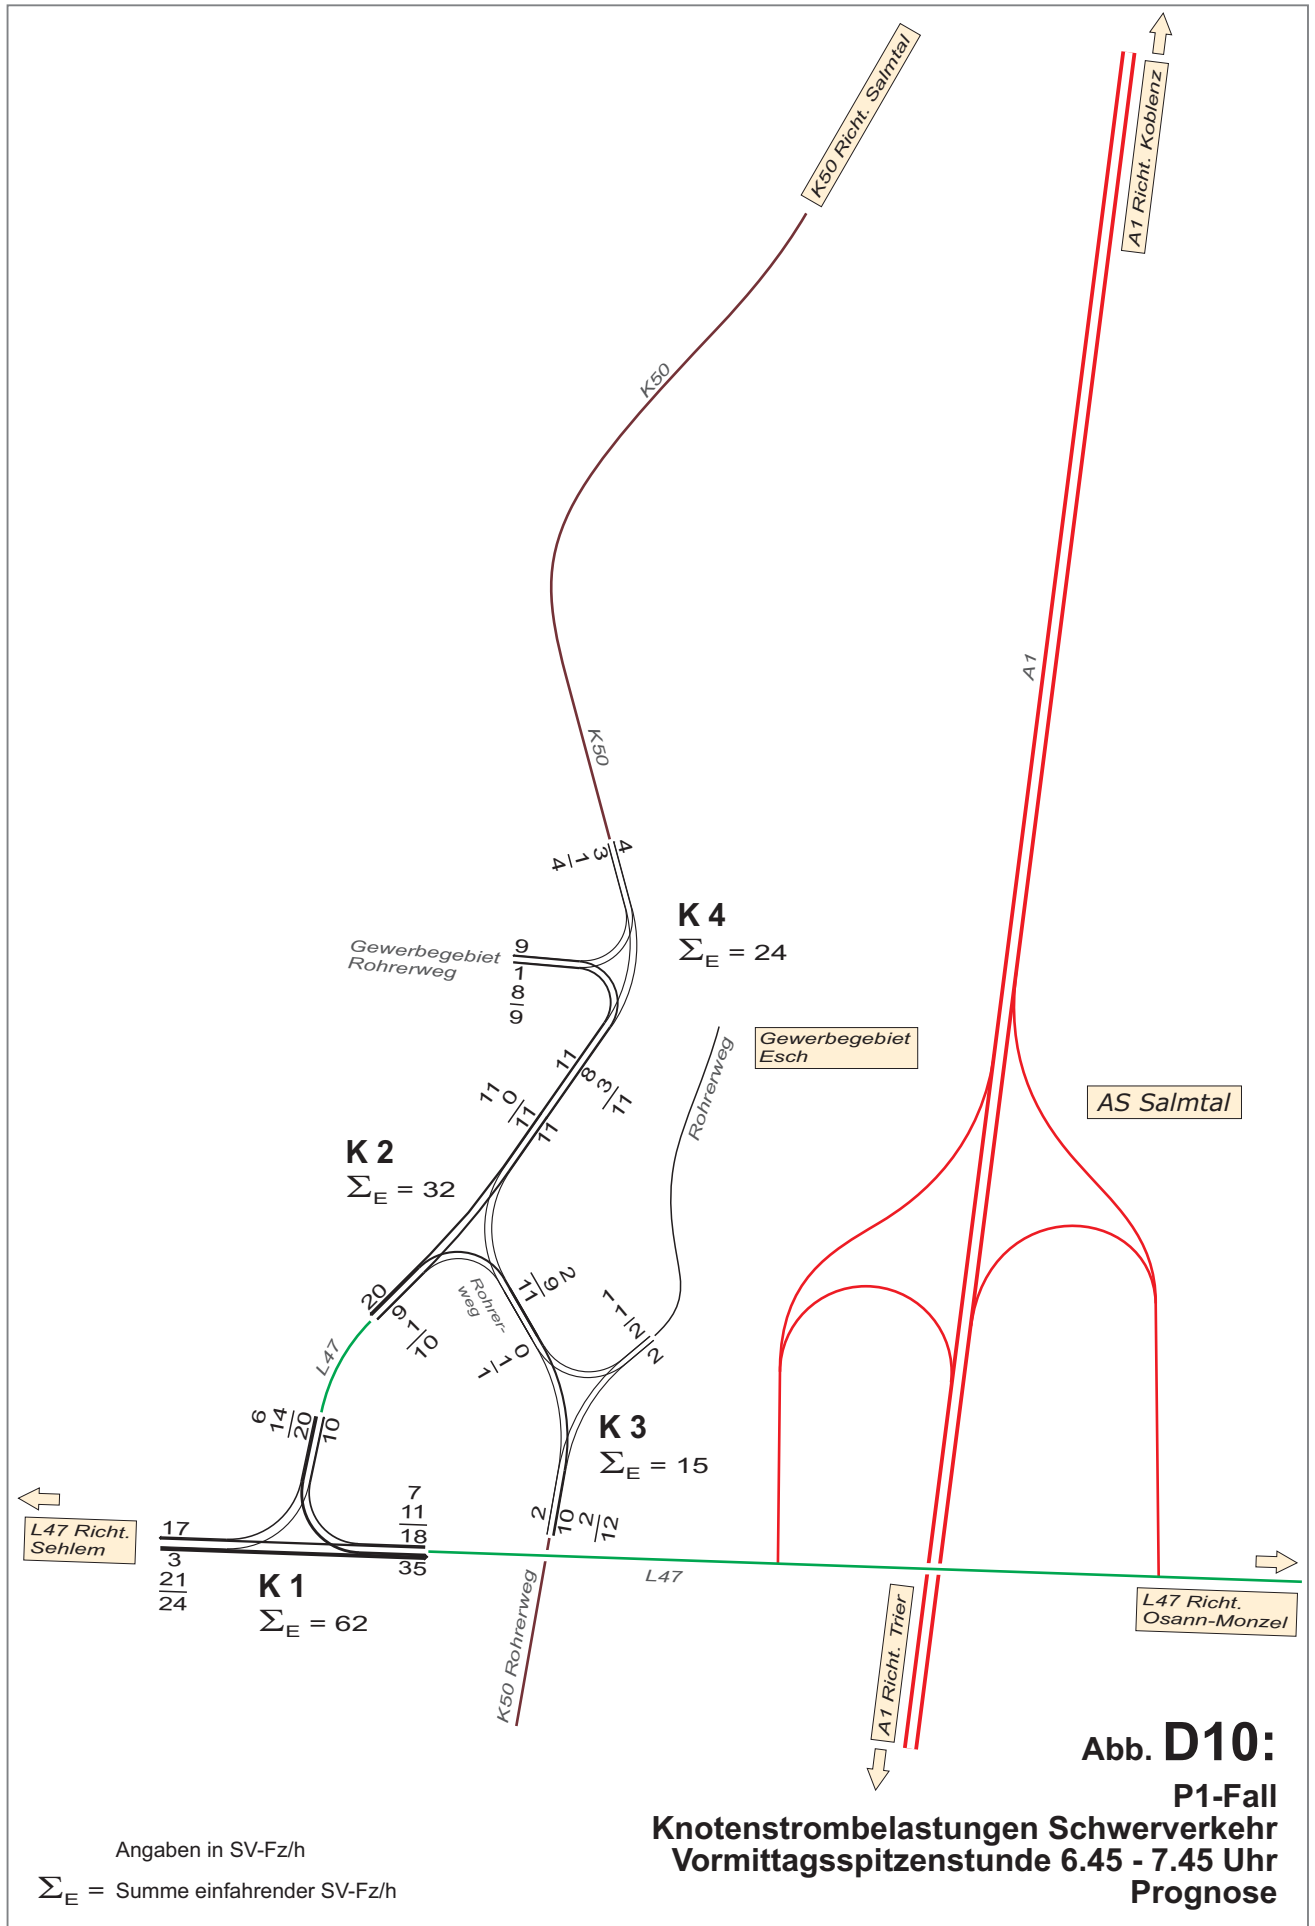 K50 Richt. Salmtal
A1 Richt. Koblenz
K50
A1
K50
4
3
1
4
K 4
ΣE = 24
Gewerbegebiet
Rohrerweg
9
1
8
9
Gewerbegebiet
Esch
Rohrerweg
AS Salmtal
11
8
3
11
11
0
11
11
K 2
ΣE = 32
20
9
1
10
Rohrer-
weg
2
9
11
0
1
1
1
1
2
2
L47
6
14
20
10
K 3
ΣE = 15
2
10
2
12
7
11
18
35
L47 Richt.
Sehlem
17
3
21
24
K 1
ΣE = 62
L47
K50 Rohrerweg
A1 Richt. Trier
L47 Richt.
Osann-Monzel
Abb. D10:
P1-Fall
Knotenstrombelastungen Schwerverkehr
Vormittagsspitzenstunde 6.45 - 7.45 Uhr
Prognose
Angaben in SV-Fz/h
ΣE = Summe einfahrender SV-Fz/h